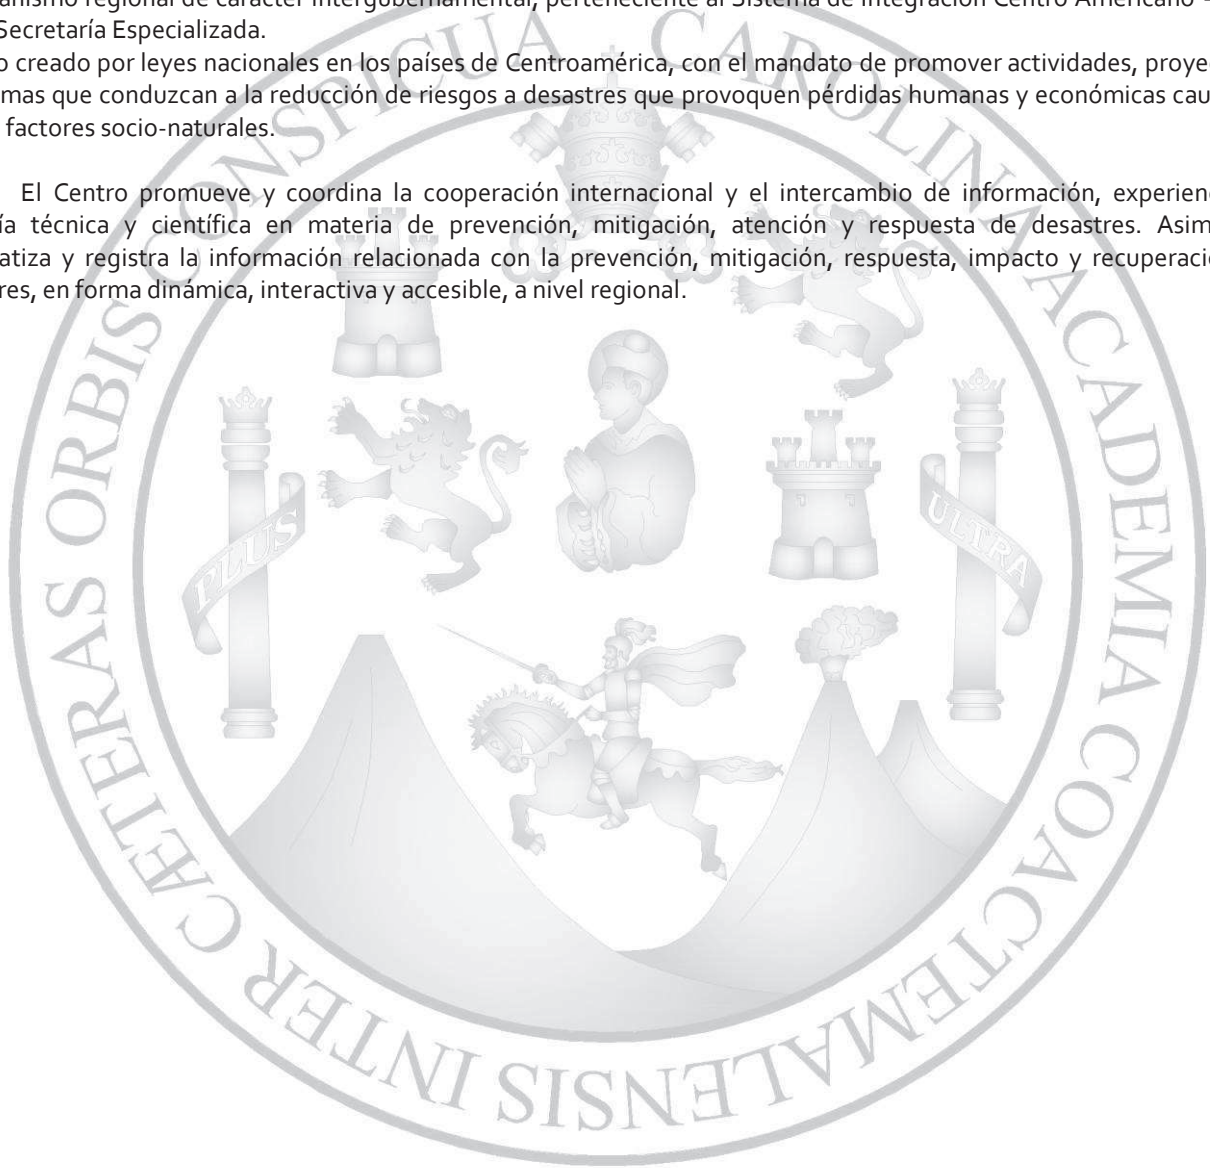 anismo regional de carácter intergubernamental, perteneciente al Sistema de Integración Centro Americano –
Secretaría Especializada.
o creado por leyes nacionales en los países de Centroamérica, con el mandato de promover actividades, proye
mas que conduzcan a la reducción de riesgos a desastres que provoquen pérdidas humanas y económicas cau
factores socio-naturales.
El Centro promueve y coordina la cooperación internacional y el intercambio de información, experien
ía técnica y científica en materia de prevención, mitigación, atención y respuesta de desastres. Asim
atiza y registra la información relacionada con la prevención, mitigación, respuesta, impacto y recuperació
res, en forma dinámica, interactiva y accesible, a nivel regional.
CAROLINA ACADEMIA COACTEMALENSIS INTER CÆTERAS ORBIS CONSPICUA
PLUS
ULTRA